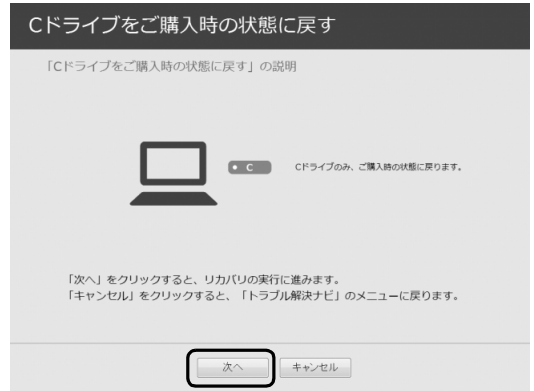 Cドライブをご購入時の状態に戻す
「Cドライブをご購入時の状態に戻す」の説明
C
Cドライブのみ、ご購入時の状態に戻ります。
「次へ」をクリックすると、リカバリの実行に進みます。
「キャンセル」をクリックすると、「トラブル解決ナビ」のメニューに戻ります。
次へ
キャンセル